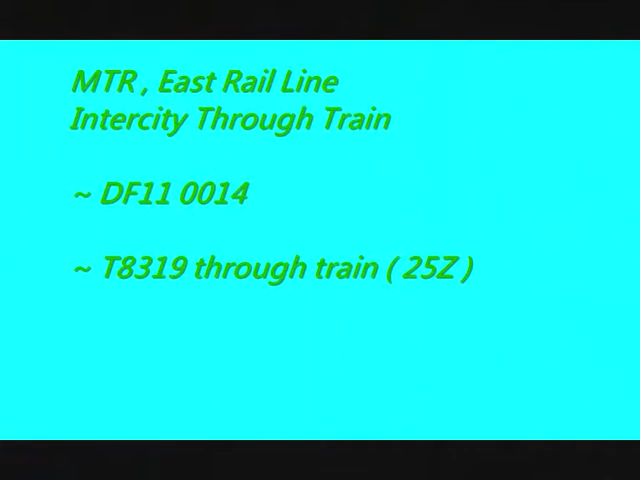 MTR , East Rail Line
Intercity Through Train
~ DF11 0014
~ T8319 through train ( 25Z )